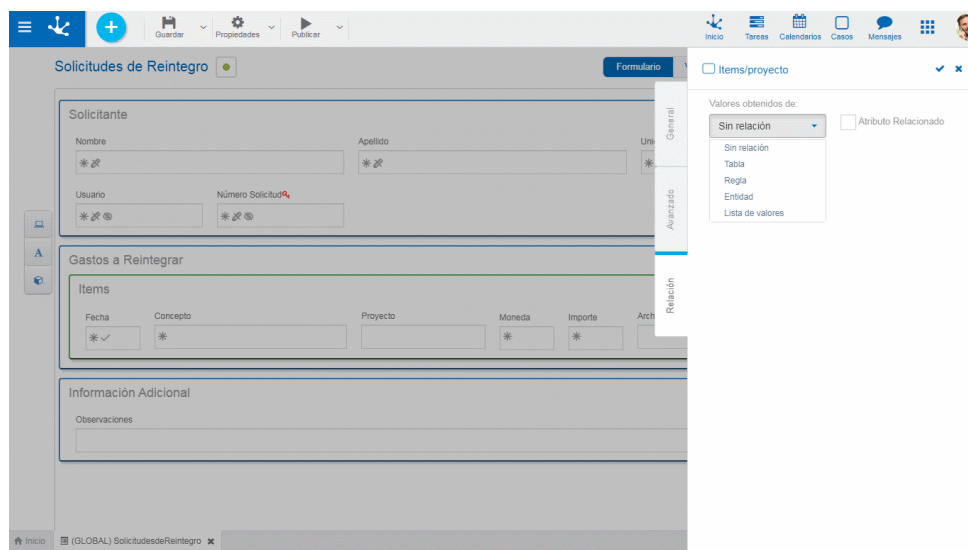 Guardar
Propiedades
Publicar
Inicio
Tareas
Calendarios
Casos
Mensajes
Solicitudes de Reintegro
Formulario
Items/proyecto
General
Avanzado
Relación
Valores obtenidos de:
Sin relación
Atributo Relacionado
Sin relación
Tabla
Regla
Entidad
Lista de valores
Solicitante
Nombre
Apellido
Uni
Usuario
Número Solicitud
A
Gastos a Reintegrar
Items
Fecha
Concepto
Proyecto
Moneda
Importe
Arch
Información Adicional
Observaciones
Inicio
(GLOBAL) SolicitudesdeReintegro